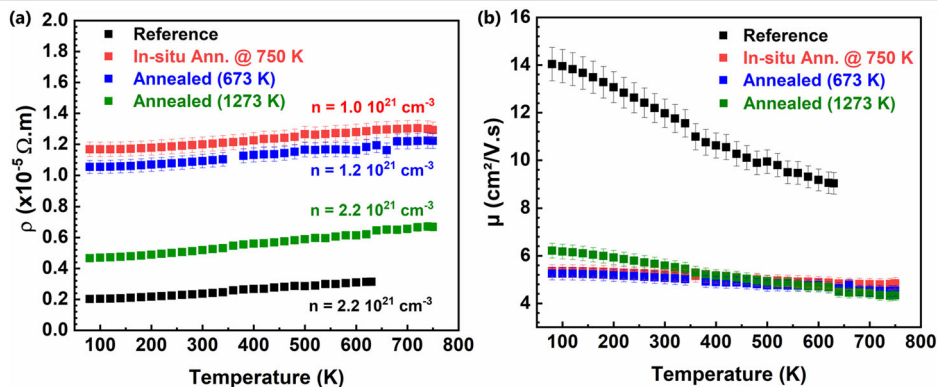 (a)
2.0
1.8
1.6
1.4
1.2
1.0
0.8
0.6
0.4
0.2
0.0
ρ (x10⁻⁵ Ω.m)
Reference
In-situ Ann. @ 750 K
Annealed (673 K)
Annealed (1273 K)
n = 1.0 10²¹ cm⁻³
n = 1.2 10²¹ cm⁻³
n = 2.2 10²¹ cm⁻³
n = 2.2 10²¹ cm⁻³
100 200 300 400 500 600 700 800
Temperature (K)
(b)
16
14
12
10
8
6
4
μ (cm²/V.s)
Reference
In-situ Ann. @ 750 K
Annealed (673 K)
Annealed (1273 K)
100 200 300 400 500 600 700 800
Temperature (K)